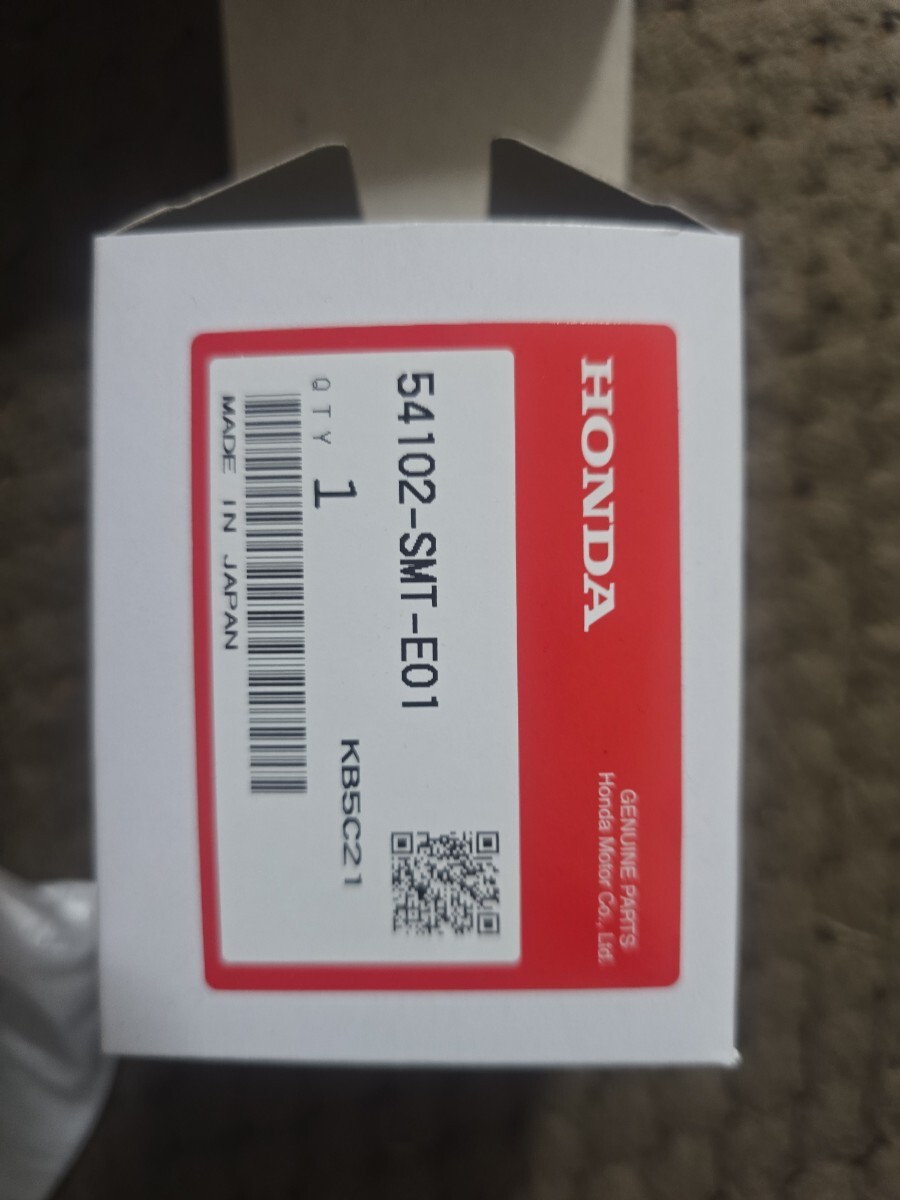 HONDA
GENUINE PARTS
Honda Motor Co., Ltd.
54102-SMT-E01
KB5C21
QTY 1
MADE IN JAPAN